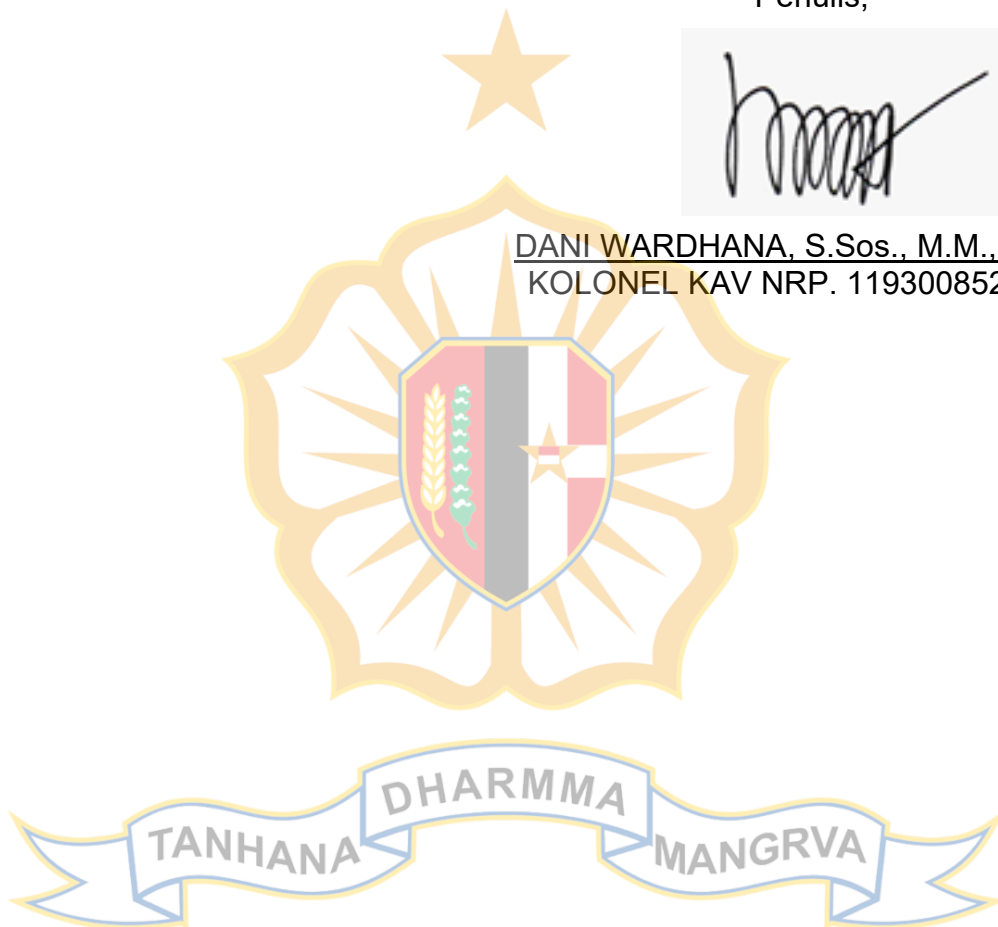 Penulis,
DANI WARDHANA, S.Sos., M.M.,
KOLONEL KAV NRP. 119300852
TANHANA DHARMMA MANGRVA